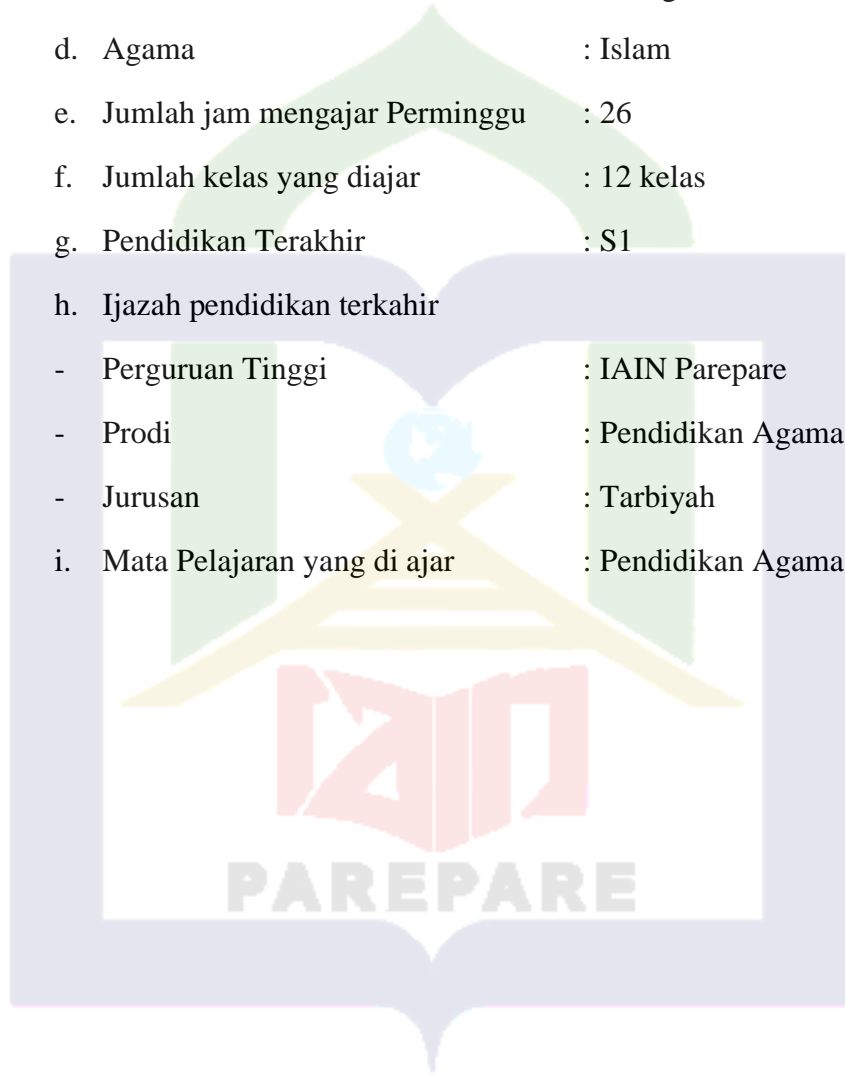 d. Agama : Islam
e. Jumlah jam mengajar Perminggu : 26
f. Jumlah kelas yang diajar : 12 kelas
g. Pendidikan Terakhir : S1
h. Ijazah pendidikan terkahir
- Perguruan Tinggi : IAIN Parepare
- Prodi : Pendidikan Agama
- Jurusan : Tarbiyah
i. Mata Pelajaran yang di ajar : Pendidikan Agama
iain
PAREPARE